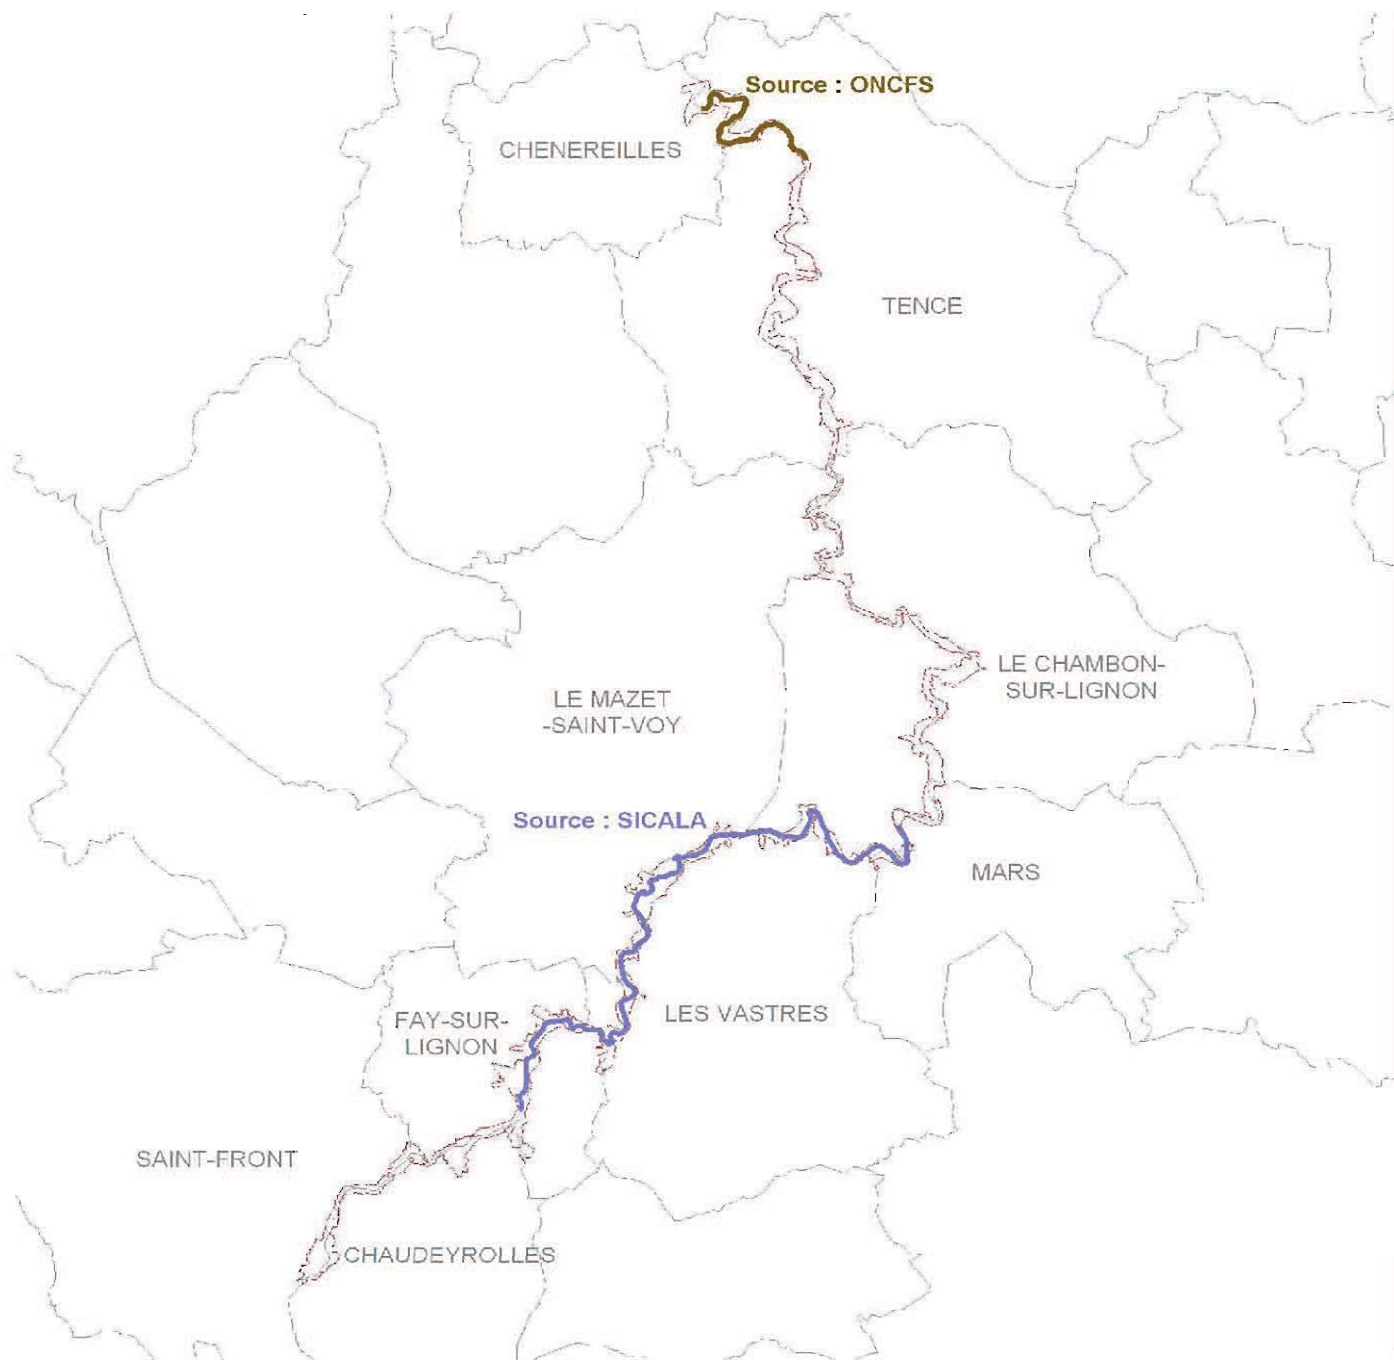 Source : ONCFS
CHENEREILLES
TENCE
LE CHAMBON-
SUR-LIGNON
LE MAZET
-SAINT-VOY
Source : SICALA
MARS
LES VASTRES
FAY-SUR-
LIGNON
SAINT-FRONT
CHAUDEYROLLES